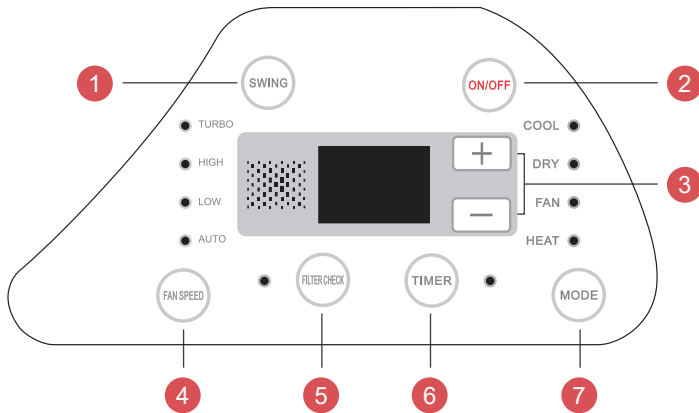 1
SWING
ON/OFF
2
TURBO
COOL
+
HIGH
DRY
3
LOW
FAN
−
AUTO
HEAT
FAN SPEED
FILTER CHECK
TIMER
MODE
4
5
6
7